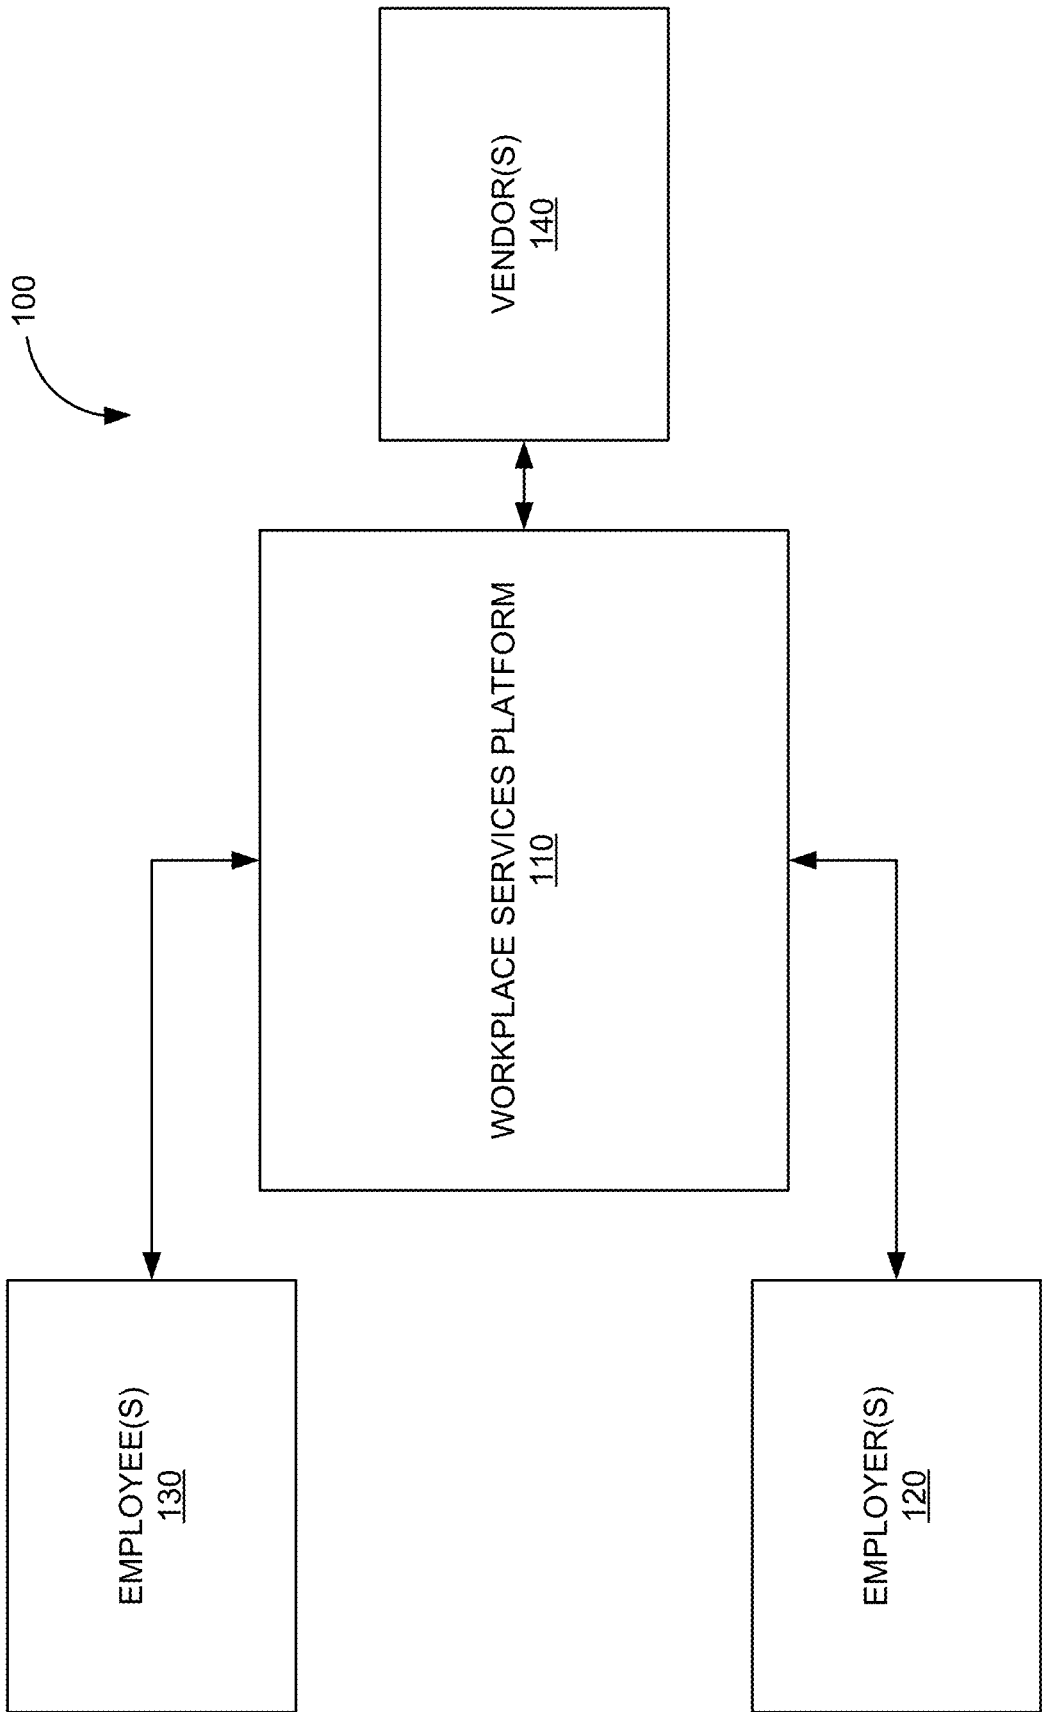 100
EMPLOYEE(S)
130
WORKPLACE SERVICES PLATFORM
110
VENDOR(S)
140
EMPLOYER(S)
120